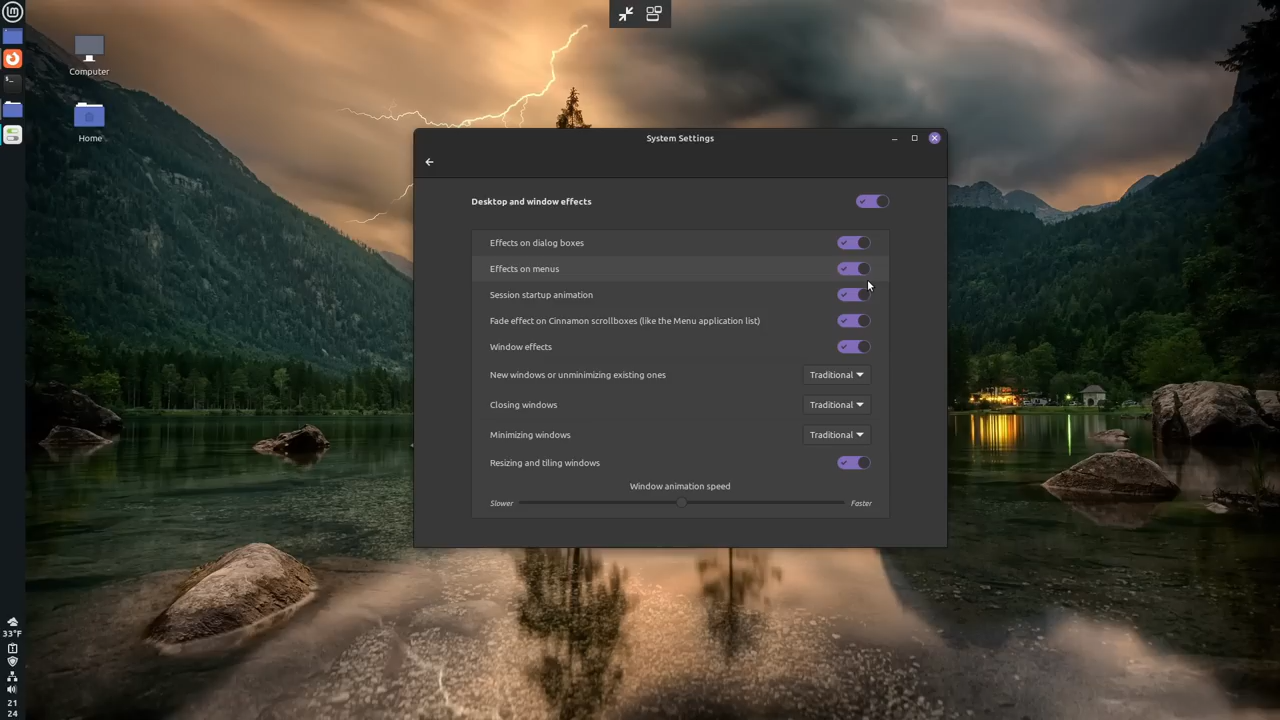 Computer
Home
System Settings
Desktop and window effects
Effects on dialog boxes
Effects on menus
Session startup animation
Fade effect on Cinnamon scrollboxes (like the Menu application list)
Window effects
New windows or unminimizing existing ones Traditional
Closing windows Traditional
Minimizing windows Traditional
Resizing and tiling windows
Window animation speed
Slower Faster
33°F
21
24